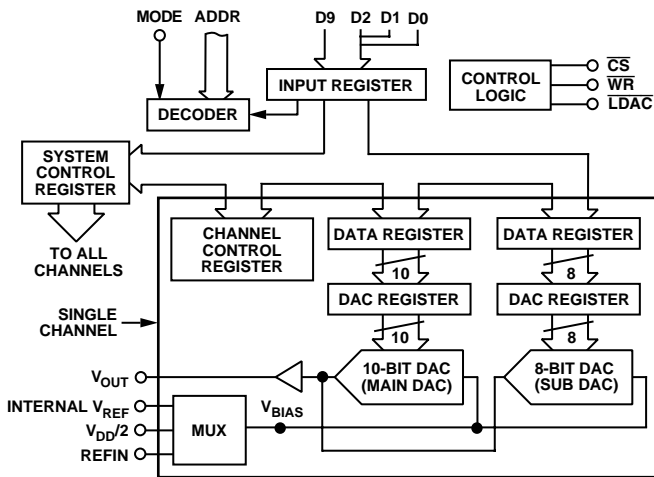 MODE ADDR D9 D2 D1 D0
INPUT REGISTER
CONTROL
LOGIC
CS
WR
LDAC
DECODER
SYSTEM
CONTROL
REGISTER
TO ALL
CHANNELS
CHANNEL
CONTROL
REGISTER
DATA REGISTER
DATA REGISTER
10
8
DAC REGISTER
DAC REGISTER
10
8
SINGLE
CHANNEL
10-BIT DAC
(MAIN DAC)
8-BIT DAC
(SUB DAC)
VOUT
INTERNAL VREF
VDD/2
REFIN
MUX
VBIAS